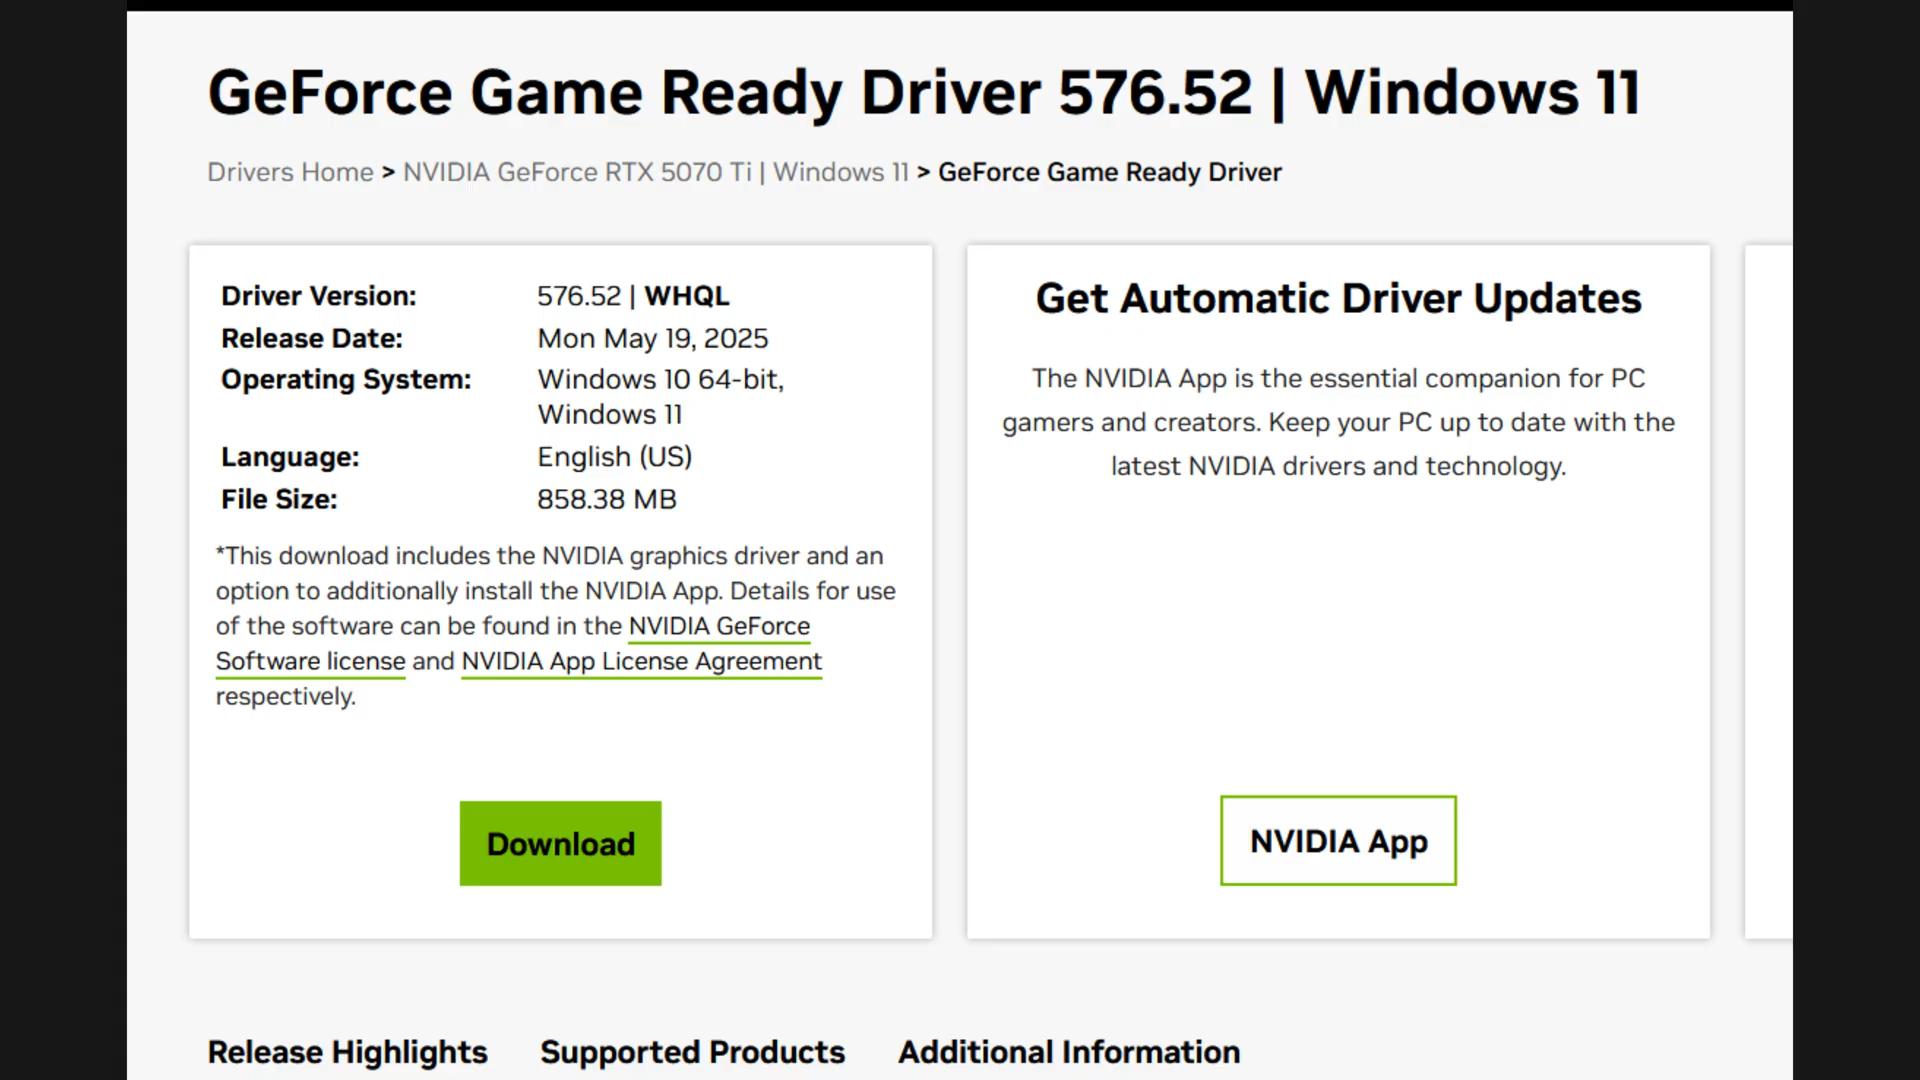 GeForce Game Ready Driver 576.52 | Windows 11
Drivers Home > NVIDIA GeForce RTX 5070 Ti | Windows 11 > GeForce Game Ready Driver
Driver Version: 576.52 | WHQL
Release Date: Mon May 19, 2025
Operating System: Windows 10 64-bit,
Windows 11
Language: English (US)
File Size: 858.38 MB
*This download includes the NVIDIA graphics driver and an
option to additionally install the NVIDIA App. Details for use
of the software can be found in the NVIDIA GeForce
Software license and NVIDIA App License Agreement
respectively.
Download
Get Automatic Driver Updates
The NVIDIA App is the essential companion for PC
gamers and creators. Keep your PC up to date with the
latest NVIDIA drivers and technology.
NVIDIA App
Release Highlights Supported Products Additional Information